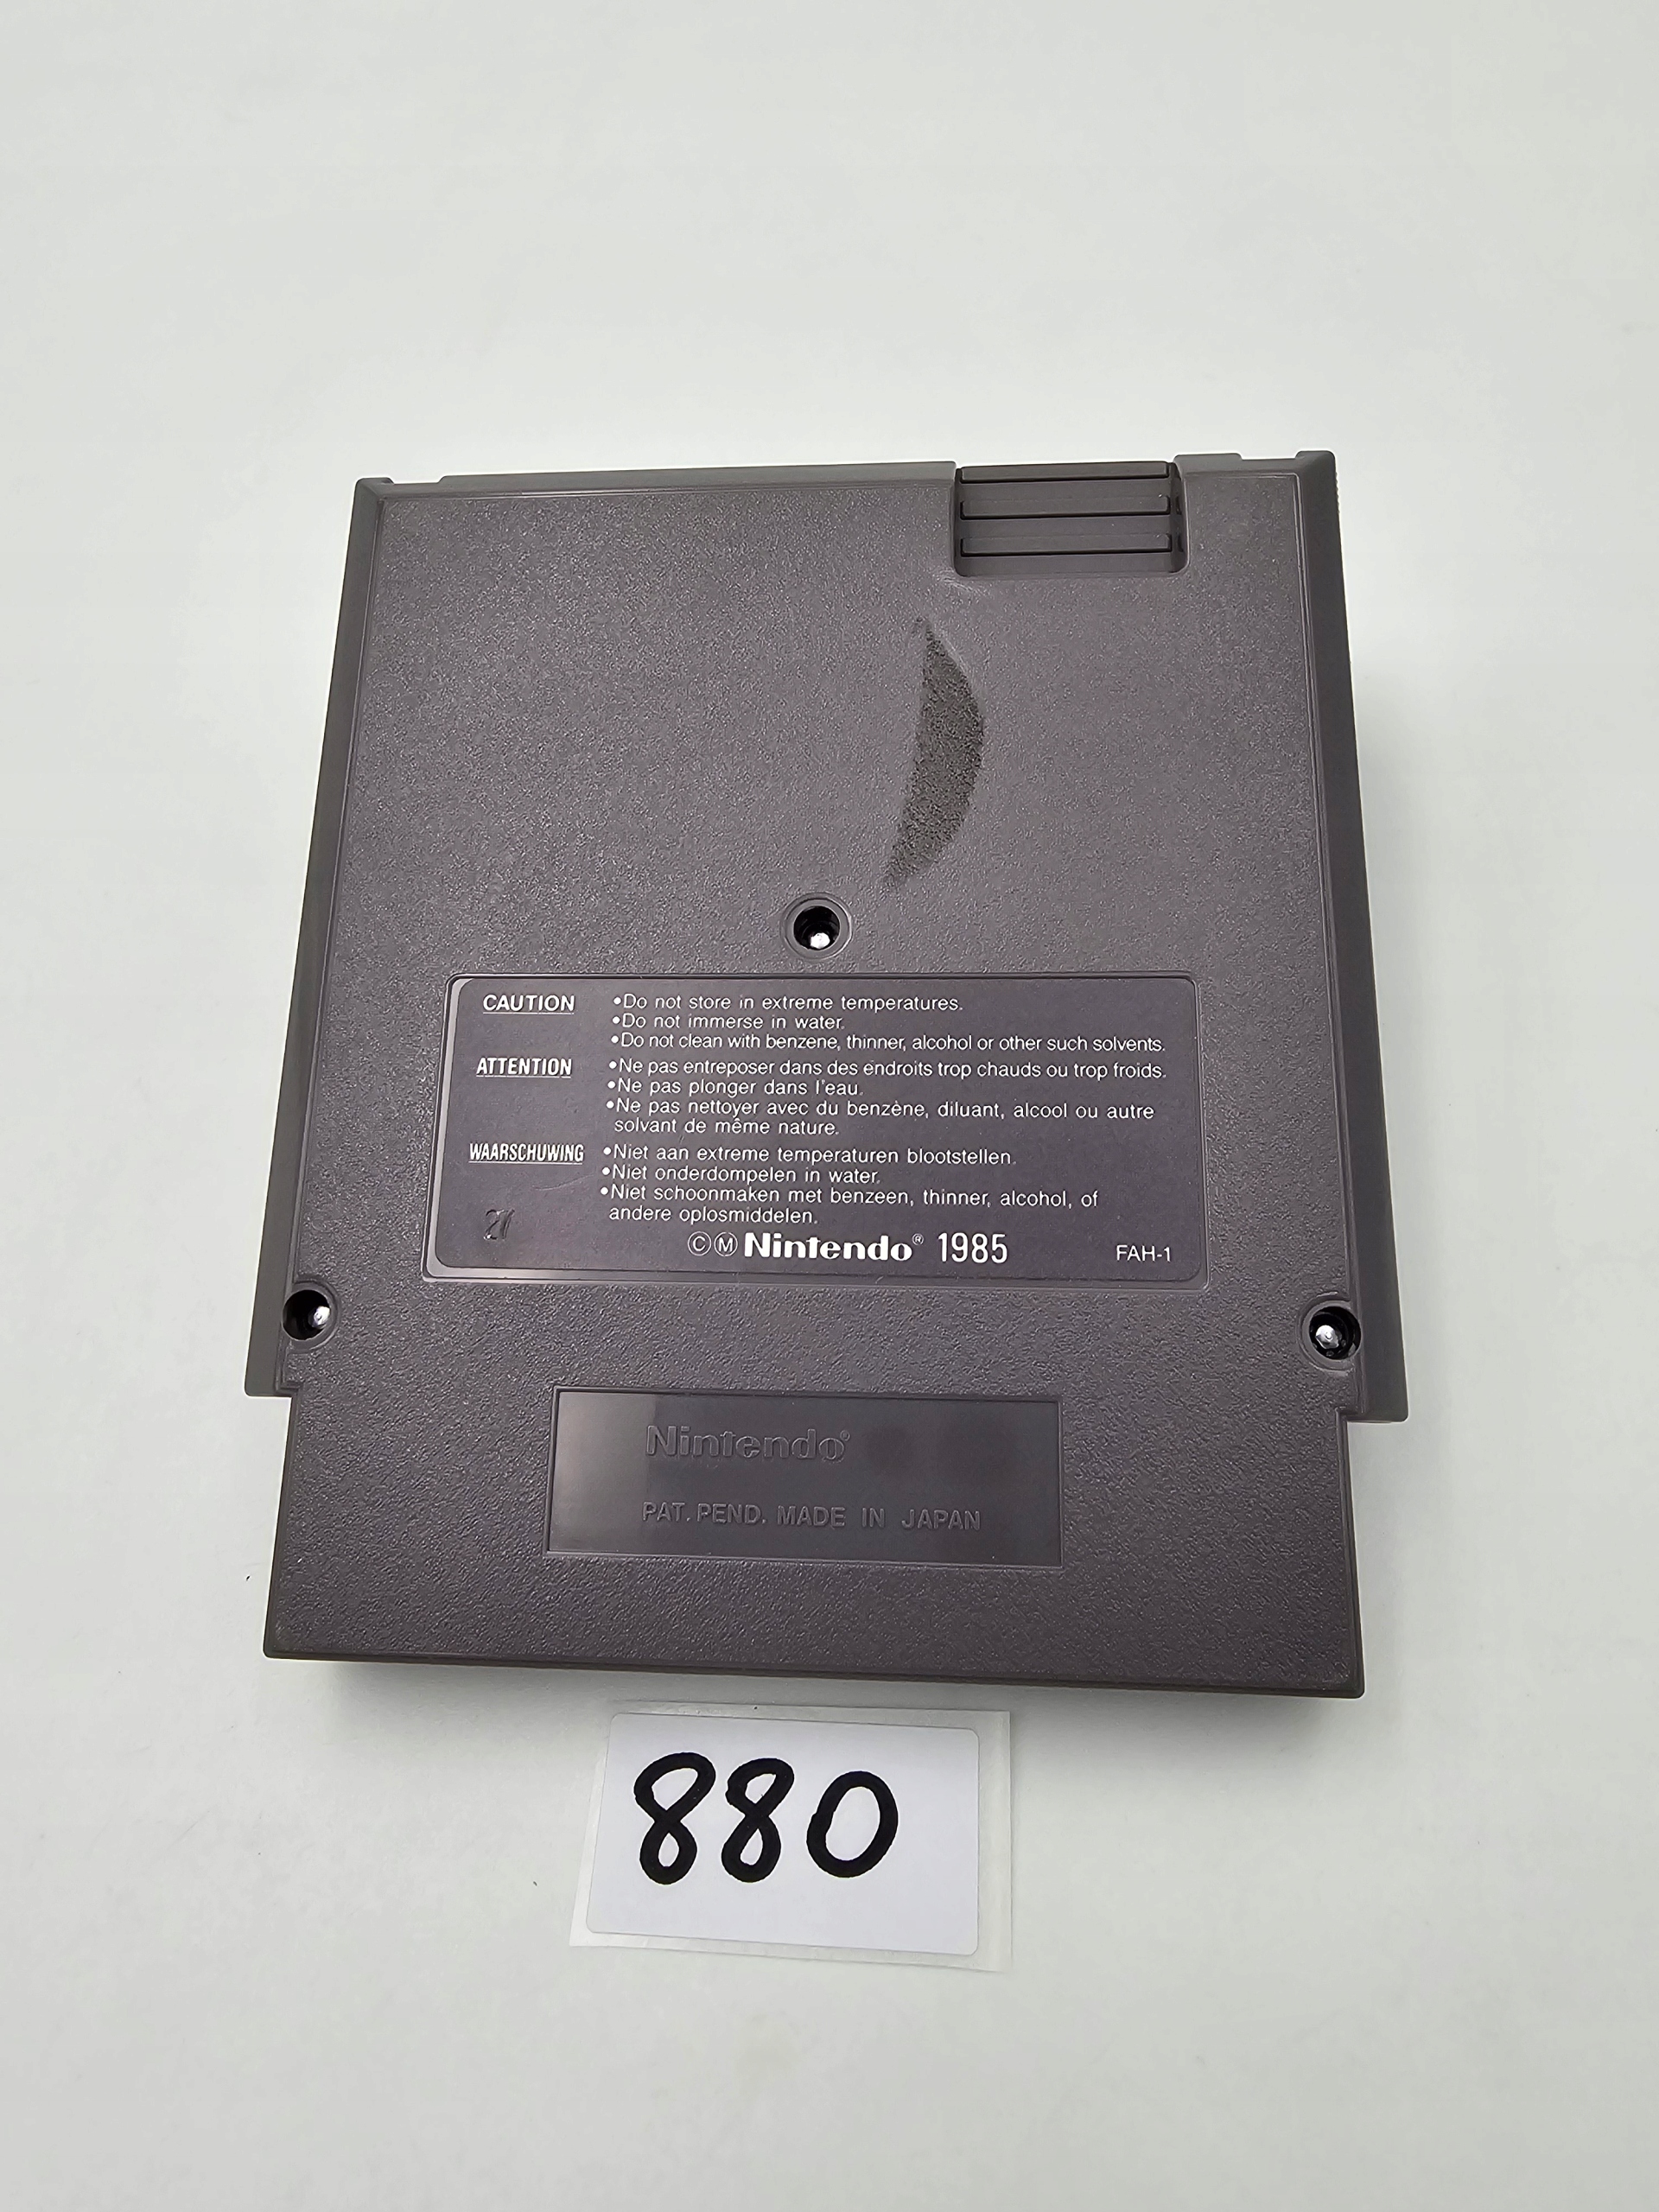 CAUTION •Do not store in extreme temperatures.
•Do not immerse in water.
•Do not clean with benzene, thinner, alcohol or other such solvents.
ATTENTION •Ne pas entreposer dans des endroits trop chauds ou trop froids.
•Ne pas plonger dans l'eau.
•Ne pas nettoyer avec du benzène, diluant, alcool ou autre
solvant de même nature.
WAARSCHUWING •Niet aan extreme temperaturen blootstellen.
•Niet onderdompelen in water.
•Niet schoonmaken met benzeen, thinner, alcohol, of
andere oplosmiddelen.
27
ⒸⓂ Nintendo® 1985 FAH-1
Nintendo®
PAT. PEND. MADE IN JAPAN
880